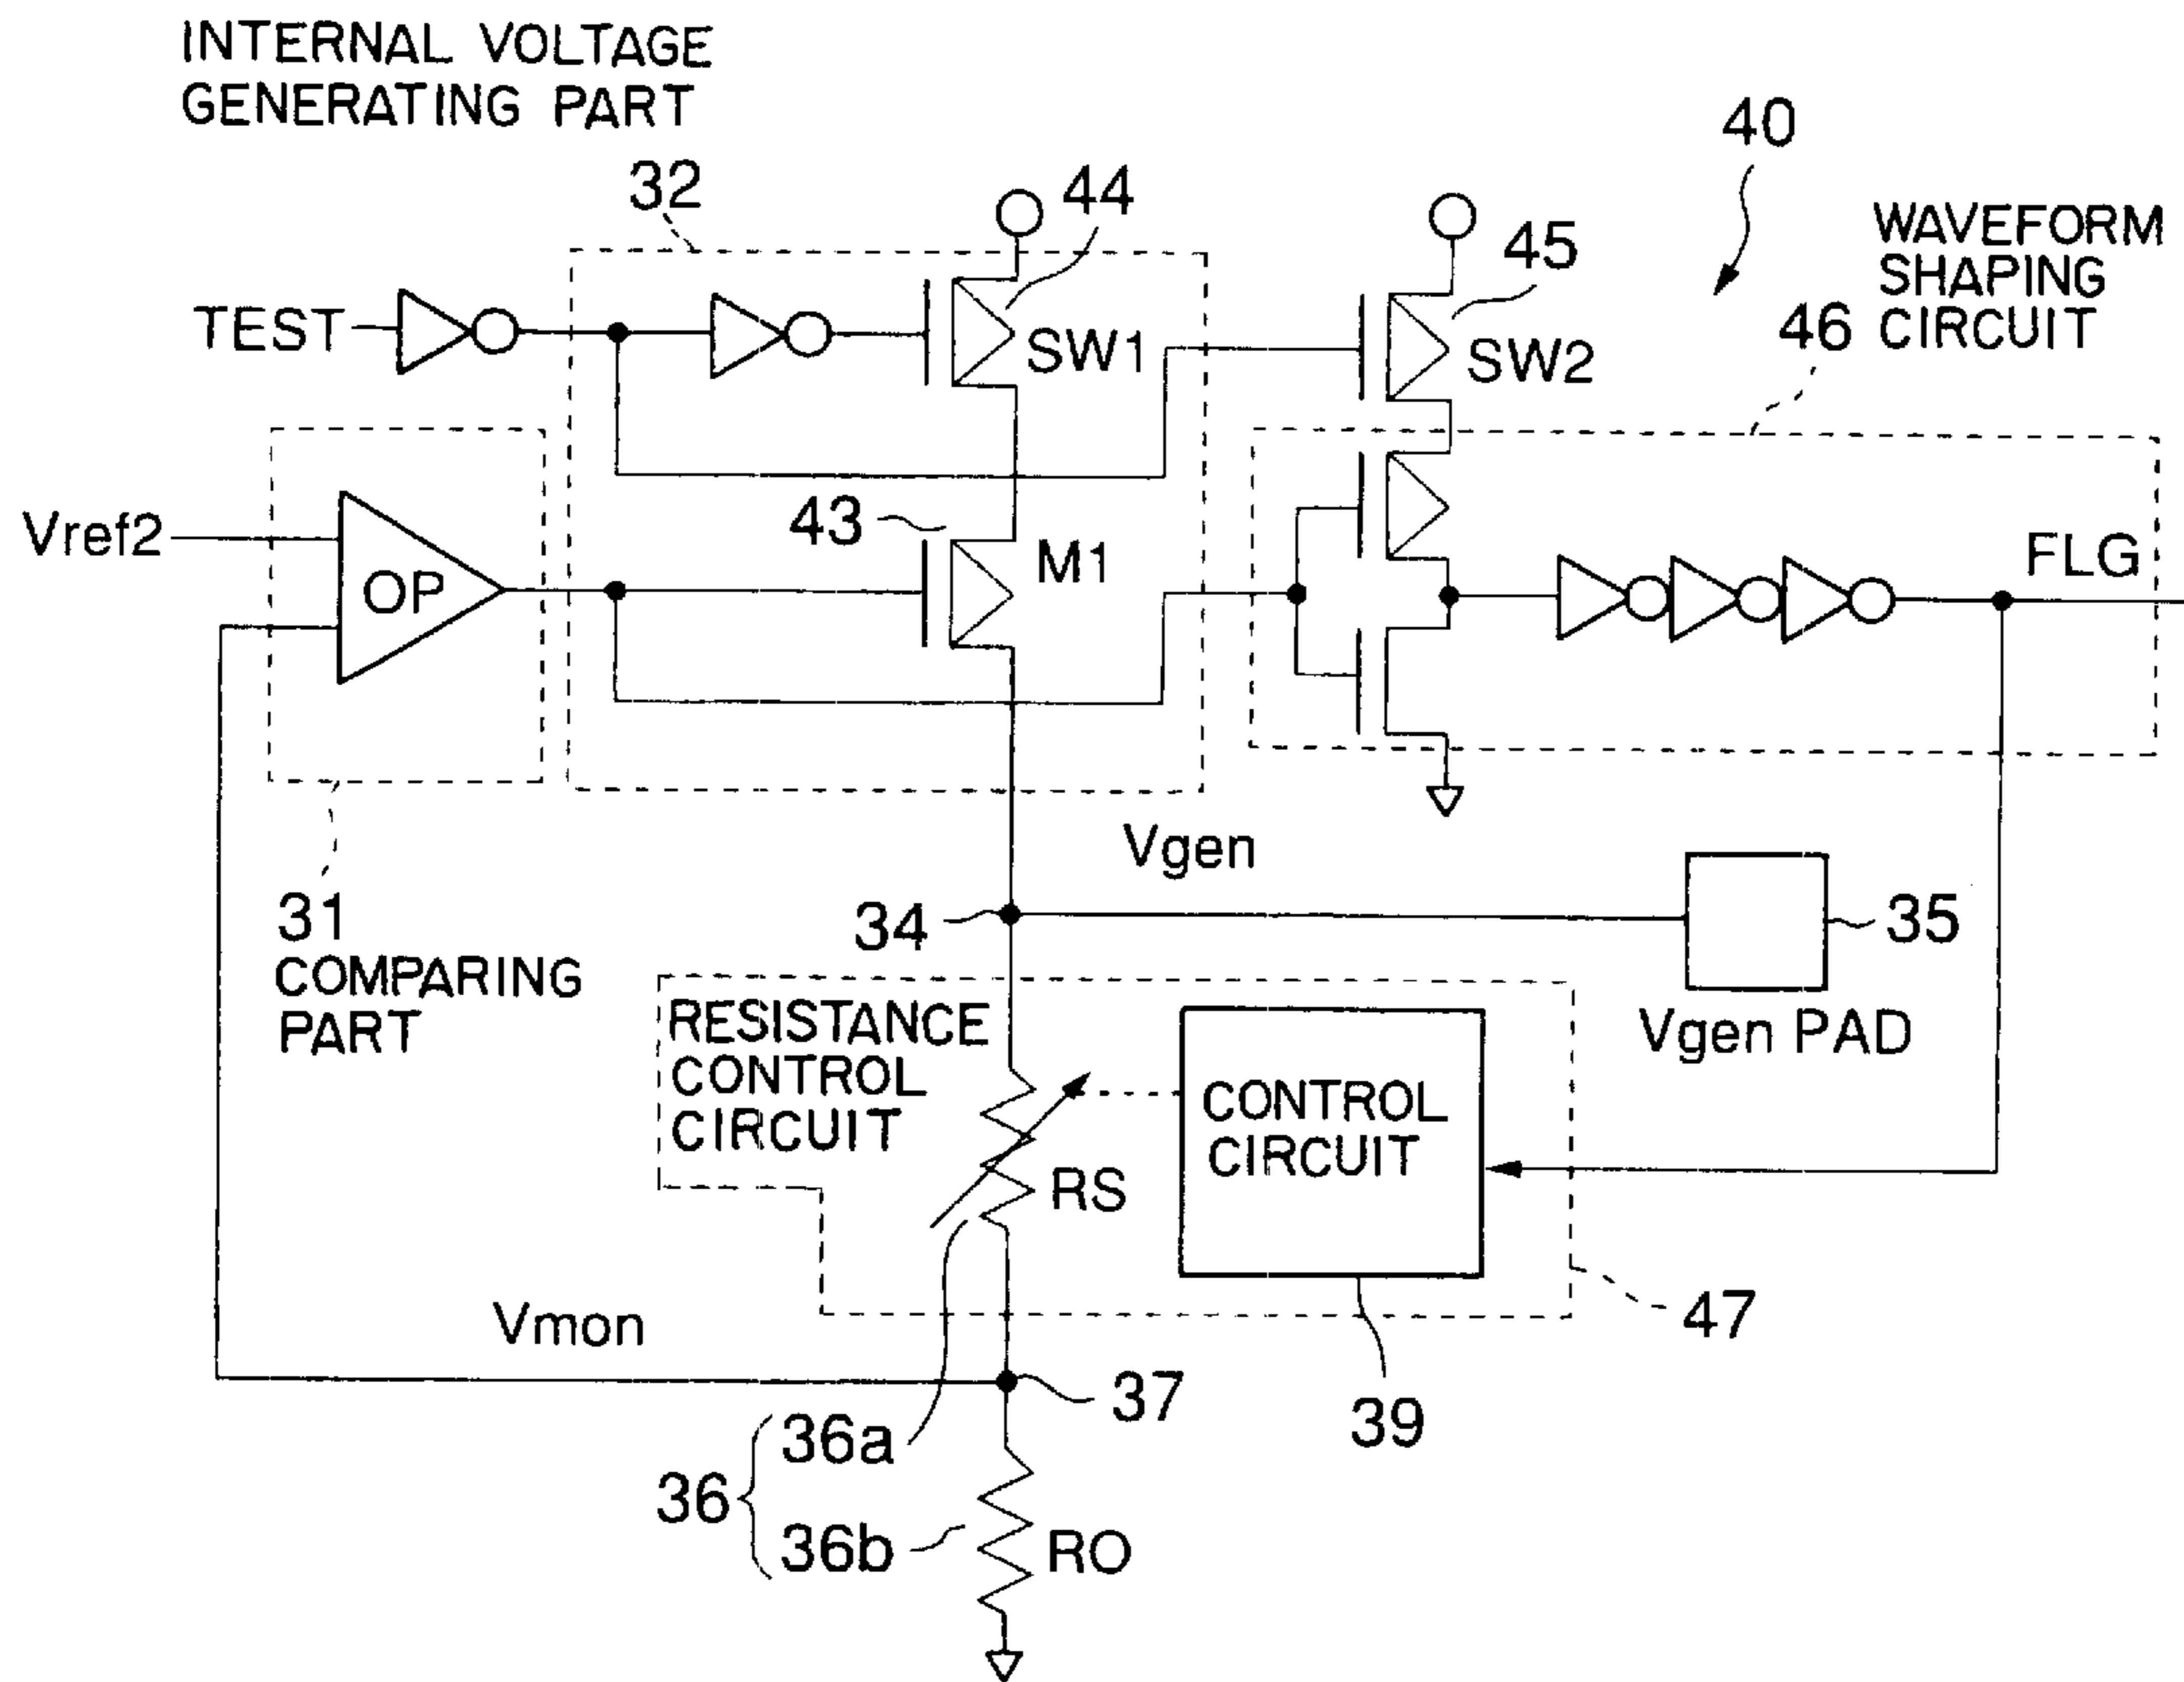 INTERNAL VOLTAGE
GENERATING PART
32
44
40
45
WAVEFORM
SHAPING
CIRCUIT
46
TEST
SW1
SW2
Vref2
OP
43
M1
FLG
Vgen
34
35
Vgen PAD
31
COMPARING
PART
RESISTANCE
CONTROL
CIRCUIT
CONTROL
CIRCUIT
RS
47
Vmon
37
39
36
36a
36b
RO